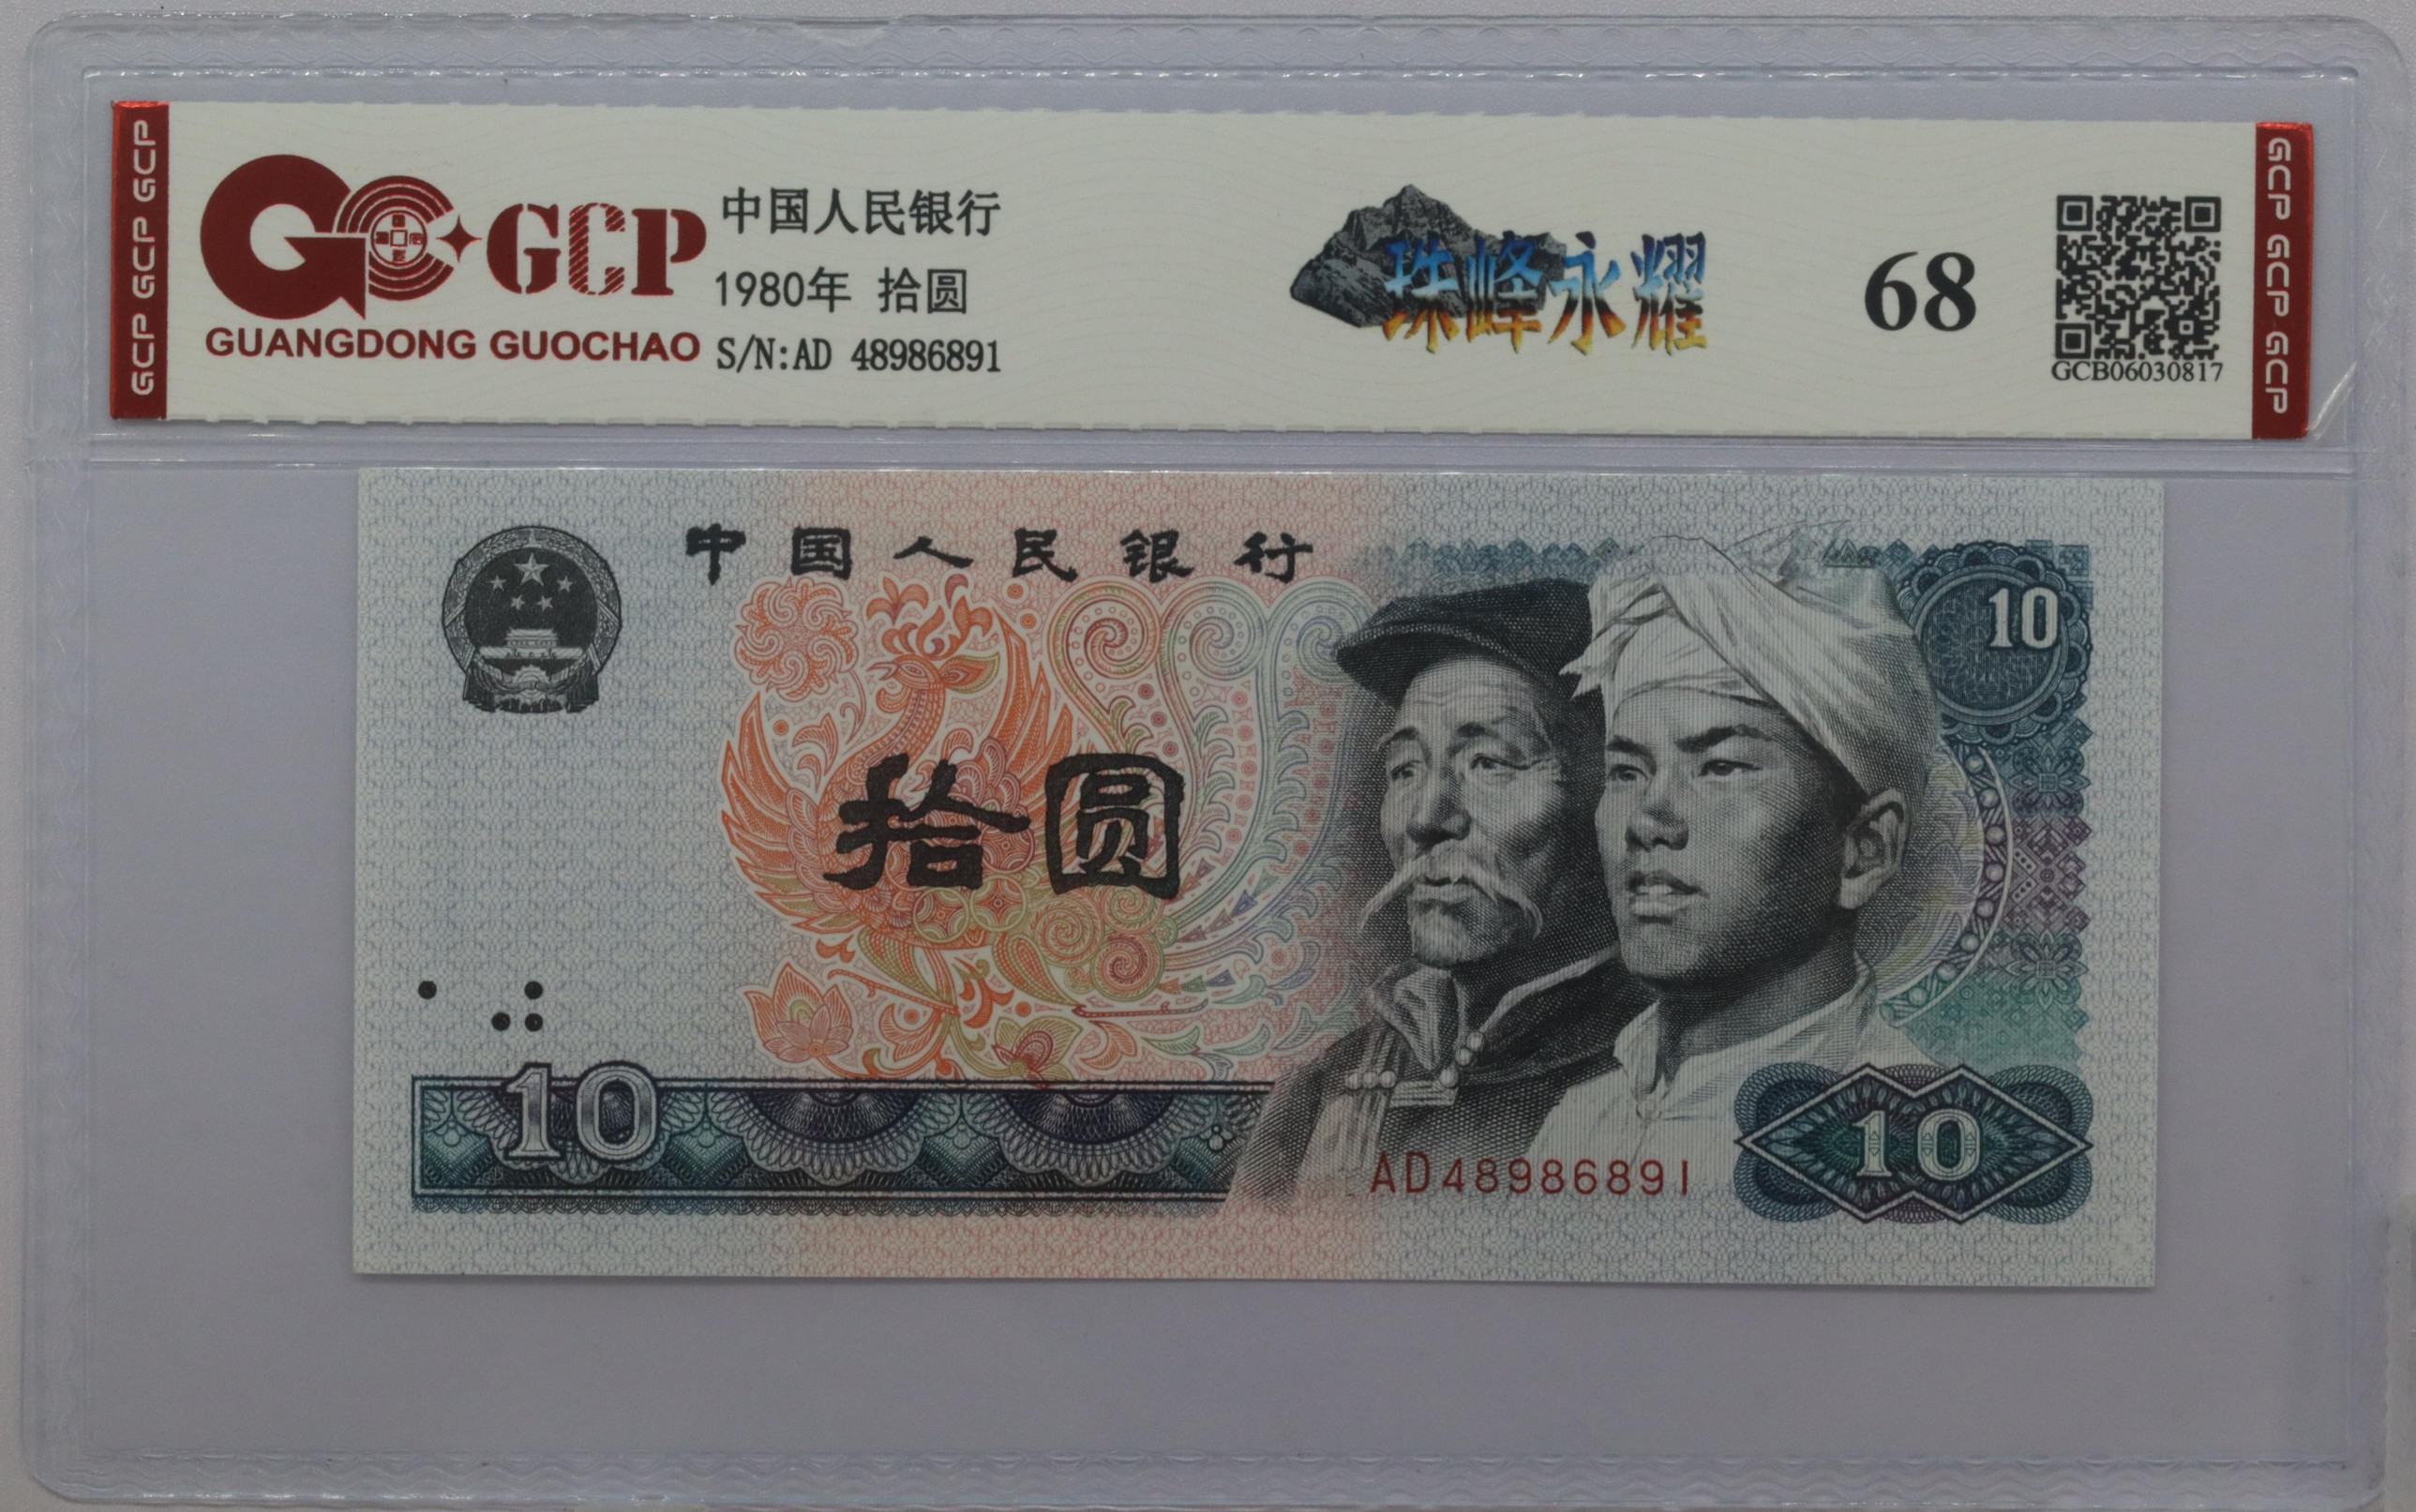 GCP GCP GCP
GCP
GUANGDONG GUOCHAO
中国人民银行
1980年 拾圆
S/N:AD 48986891
珠峰永耀
68
GCB06030817
GCP GCP GCP
中国人民银行
10
拾圆
10
AD48986891
10